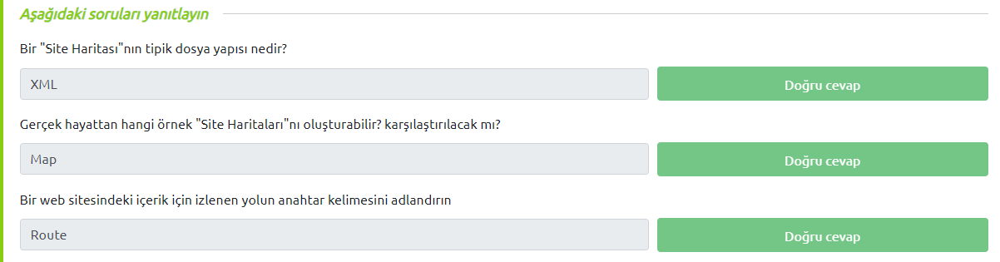 Aşağıdaki soruları yanıtlayın
Bir "Site Haritası"nın tipik dosya yapısı nedir?
XML
Doğru cevap
Gerçek hayattan hangi örnek "Site Haritaları"nı oluşturabilir? karşılaştırılacak mı?
Map
Doğru cevap
Bir web sitesindeki içerik için izlenen yolun anahtar kelimesini adlandırın
Route
Doğru cevap